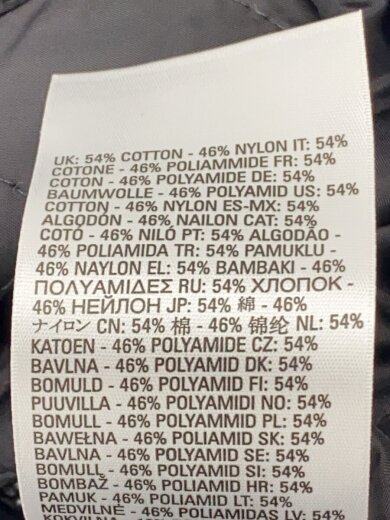 UK: 54% COTTON - 46% NYLON IT: 54%
COTONE - 46% POLIAMMIDE FR: 54%
COTON - 46% POLYAMIDE DE: 54%
BAUMWOLLE - 46% POLYAMID US: 54%
COTTON - 46% NYLON ES-MX: 54%
ALGODÓN - 46% NAILON CAT: 54%
COTÓ - 46% NILÓ PT: 54% ALGODÃO -
46% POLIAMIDA TR: 54% PAMUKLU -
46% NAYLON EL: 54% BAMBAKI - 46%
ΠΟΛΥΑΜΙΔΕΣ RU: 54% ХЛОПОК -
46% НЕЙЛОН JP: 54% 綿 - 46%
ナイロン CN: 54% 棉 - 46% 锦纶 NL: 54%
KATOEN - 46% POLYAMIDE CZ: 54%
BAVLNA - 46% POLYAMID DK: 54%
BOMULD - 46% POLYAMID FI: 54%
PUUVILLA - 46% POLYAMIDI NO: 54%
BOMULL - 46% POLYAMMID PL: 54%
BAWEŁNA - 46% POLYAMID SK: 54%
BAVLNA - 46% POLYAMID SE: 54%
BOMULL - 46% POLYAMID SI: 54%
BOMBAŽ - 46% POLIAMID HR: 54%
PAMUK - 46% POLIAMID LT: 54%
MEDVILNĖ - 46% POLIAMIDAS LV: 54%
KOKVILNA